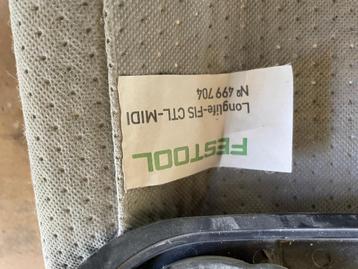 FESTOOL
Longlife-FIS CTL-MIDI
Nº 499 704